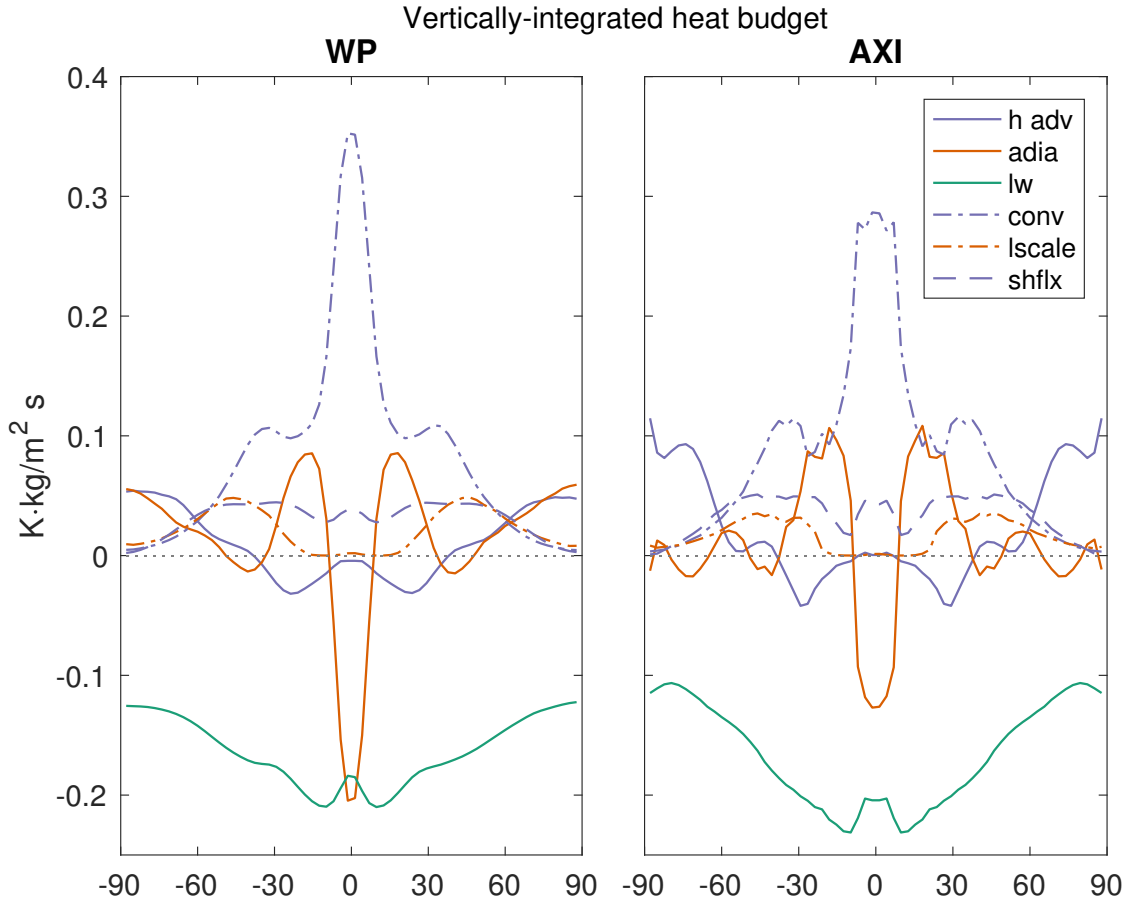 Vertically-integrated heat budget
WP
AXI
0.4
0.3
0.2
0.1
0
-0.1
-0.2
K·kg/m² s
h adv
adia
lw
conv
lscale
shflx
-90 -60 -30 0 30 60 90
-90 -60 -30 0 30 60 90